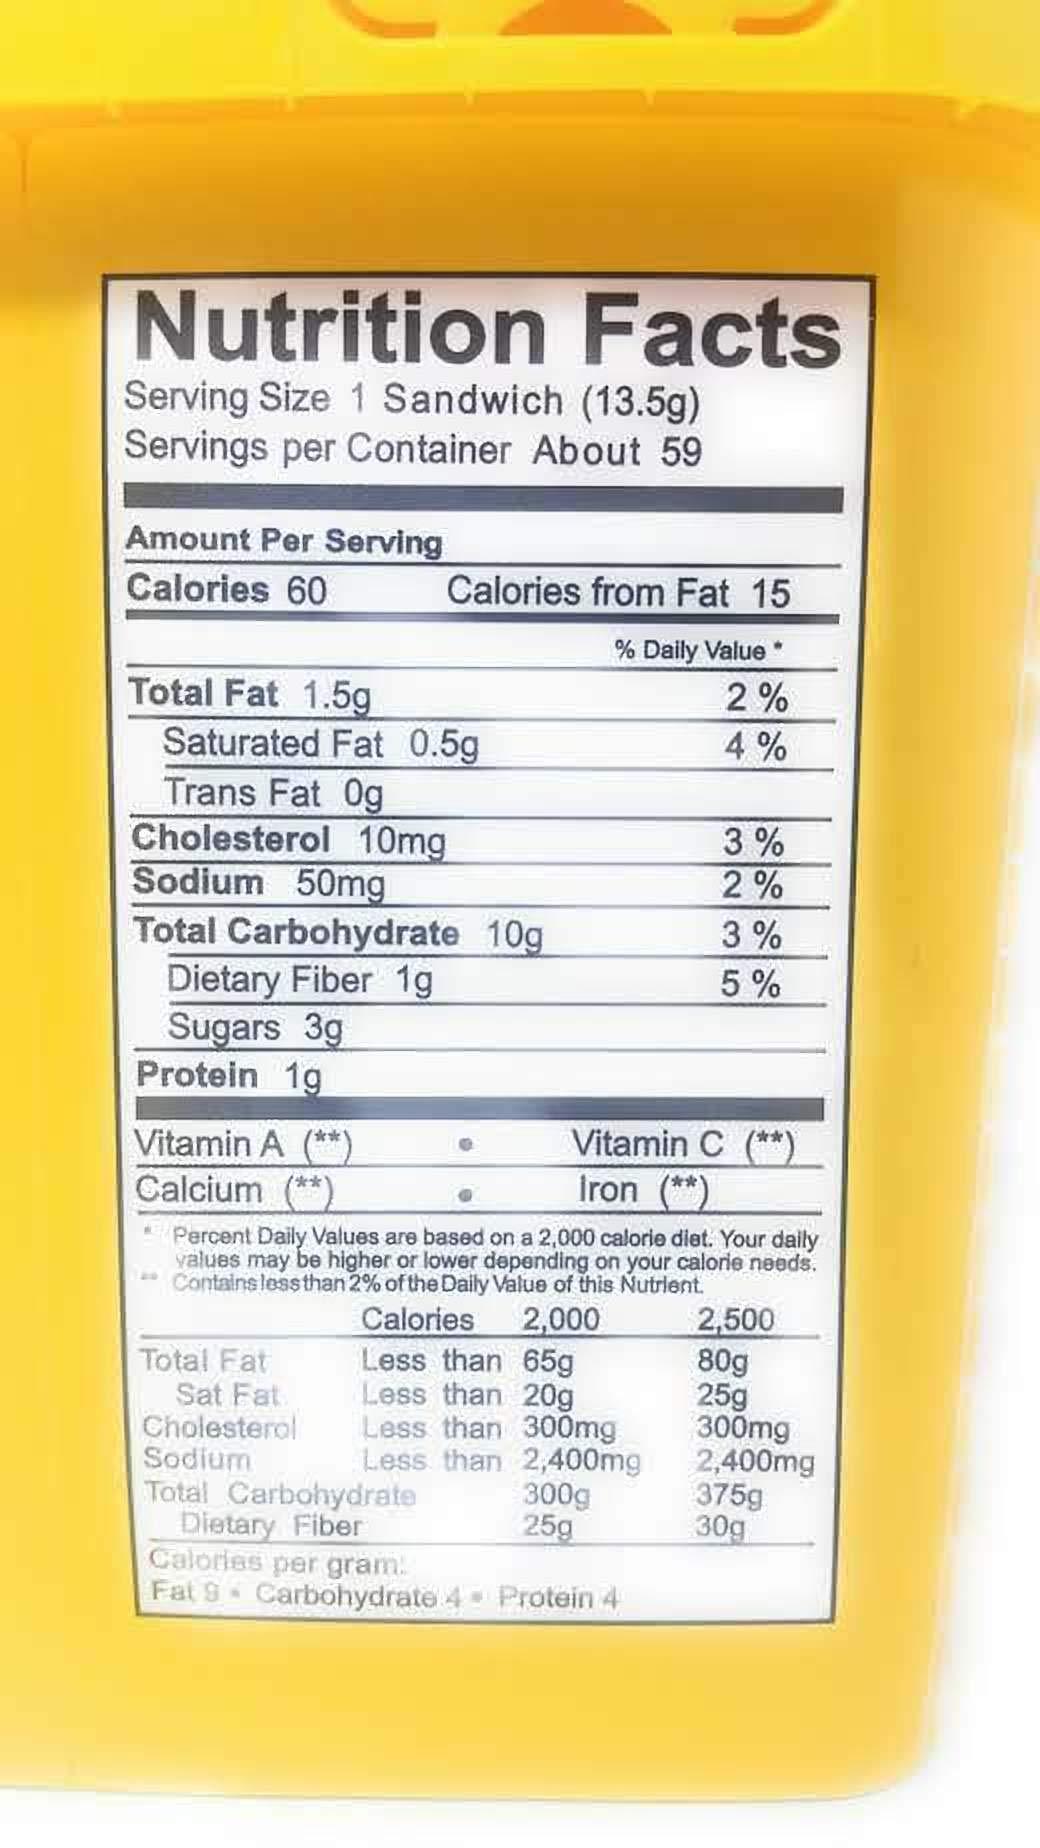 Nutrition Facts
Serving Size 1 Sandwich (13.5g)
Servings per Container About 59
Amount Per Serving
Calories 60 Calories from Fat 15
% Daily Value *
Total Fat 1.5g 2 %
Saturated Fat 0.5g 4 %
Trans Fat 0g
Cholesterol 10mg 3 %
Sodium 50mg 2 %
Total Carbohydrate 10g 3 %
Dietary Fiber 1g 5 %
Sugars 3g
Protein 1g
Vitamin A (**) • Vitamin C (**)
Calcium (**) • Iron (**)
* Percent Daily Values are based on a 2,000 calorie diet. Your daily
values may be higher or lower depending on your calorie needs.
** Contains less than 2% of the Daily Value of this Nutrient.
Calories 2,000 2,500
Total Fat Less than 65g 80g
Sat Fat Less than 20g 25g
Cholesterol Less than 300mg 300mg
Sodium Less than 2,400mg 2,400mg
Total Carbohydrate 300g 375g
Dietary Fiber 25g 30g
Calories per gram:
Fat 9 • Carbohydrate 4 • Protein 4